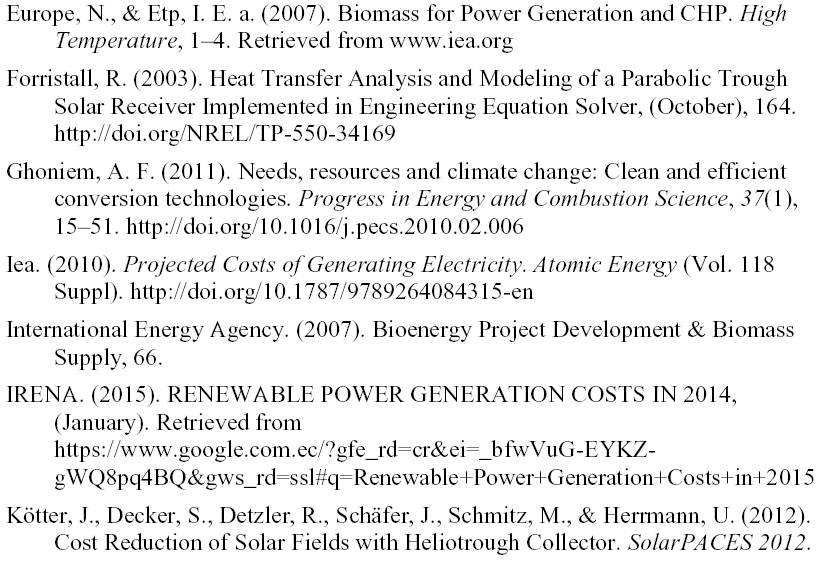 Europe, N., & Etp, I. E. a. (2007). Biomass for Power Generation and CHP. High
Temperature, 1–4. Retrieved from www.iea.org
Forristall, R. (2003). Heat Transfer Analysis and Modeling of a Parabolic Trough
Solar Receiver Implemented in Engineering Equation Solver, (October), 164.
http://doi.org/NREL/TP-550-34169
Ghoniem, A. F. (2011). Needs, resources and climate change: Clean and efficient
conversion technologies. Progress in Energy and Combustion Science, 37(1),
15–51. http://doi.org/10.1016/j.pecs.2010.02.006
Iea. (2010). Projected Costs of Generating Electricity. Atomic Energy (Vol. 118
Suppl). http://doi.org/10.1787/9789264084315-en
International Energy Agency. (2007). Bioenergy Project Development & Biomass
Supply, 66.
IRENA. (2015). RENEWABLE POWER GENERATION COSTS IN 2014,
(January). Retrieved from
https://www.google.com.ec/?gfe_rd=cr&ei=_bfwVuG-EYKZ-
gWQ8pq4BQ&gws_rd=ssl#q=Renewable+Power+Generation+Costs+in+2015
Kötter, J., Decker, S., Detzler, R., Schäfer, J., Schmitz, M., & Herrmann, U. (2012).
Cost Reduction of Solar Fields with Heliotrough Collector. SolarPACES 2012.